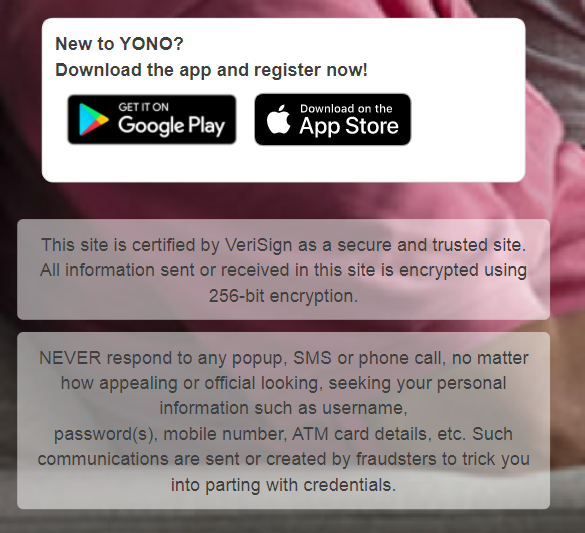 New to YONO?
Download the app and register now!
GET IT ON
Google Play
Download on the
App Store
This site is certified by VeriSign as a secure and trusted site.
All information sent or received in this site is encrypted using
256-bit encryption.
NEVER respond to any popup, SMS or phone call, no matter
how appealing or official looking, seeking your personal
information such as username,
password(s), mobile number, ATM card details, etc. Such
communications are sent or created by fraudsters to trick you
into parting with credentials.